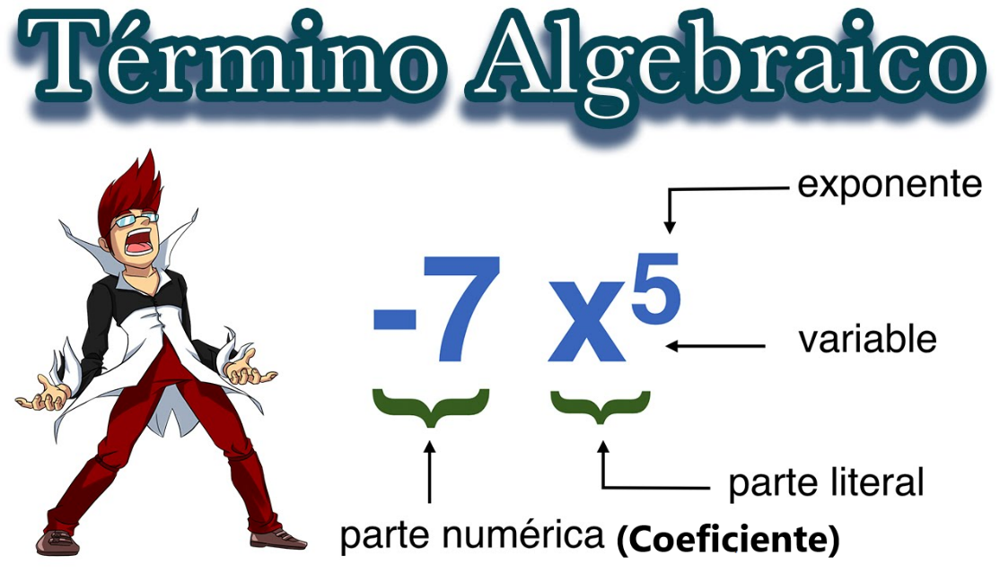 Término Algebraico
exponente
-7 x⁵
variable
parte literal
parte numérica (Coeficiente)